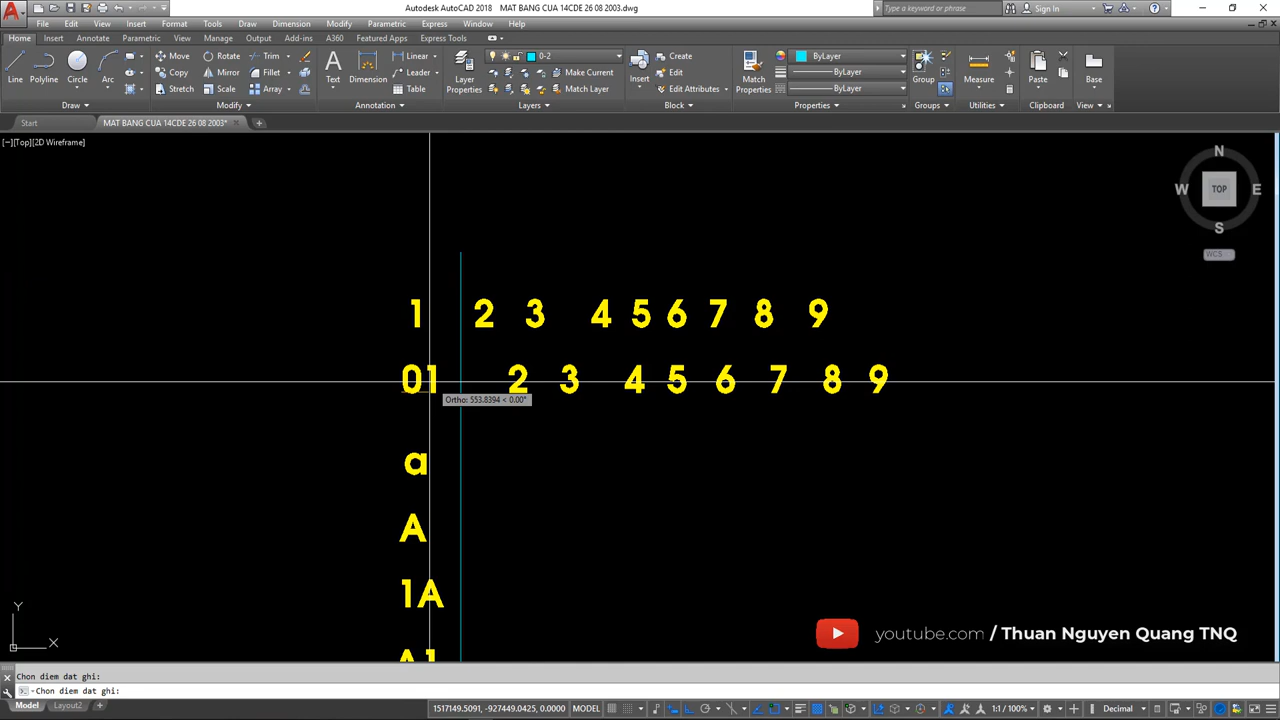 Autodesk AutoCAD 2018 MAT BANG CUA 14CDE 26 08 2003.dwg
Type a keyword or phrase
Sign In
File Edit View Insert Format Tools Draw Dimension Modify Parametric Express Window Help
Home Insert Annotate Parametric View Manage Output Add-ins A360 Featured Apps Express Tools
Line Polyline Circle Arc
Move Rotate Trim
Copy Mirror Fillet
Stretch Scale Array
Text Dimension
Linear
Leader
Table
Layer Properties
0-2
Make Current
Match Layer
Insert
Create
Edit
Edit Attributes
Match Properties
ByLayer
ByLayer
ByLayer
Group
Measure
Paste
Base
Draw Modify Annotation Layers Block Properties Groups Utilities Clipboard View
Start MAT BANG CUA 14CDE 26 08 2003*
[−][Top][2D Wireframe]
N
W TOP E
S
WCS
1 2 3 4 5 6 7 8 9
01 2 3 4 5 6 7 8 9
Ortho: 553.8394 < 0.00°
a
A
1A
A1
Y
X
youtube.com / Thuan Nguyen Quang TNQ
Chon diem dat ghi:
Chon diem dat ghi:
Model Layout2
1517149.5091, -927449.0425, 0.0000 MODEL 1:1 / 100% Decimal